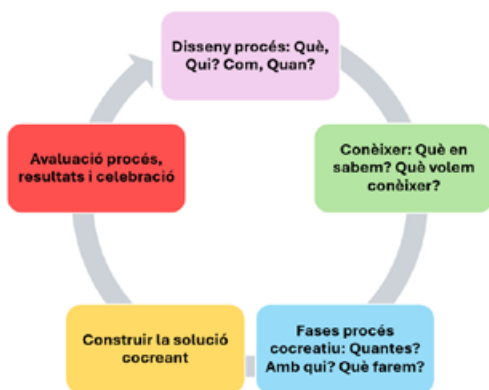 Disseny procés: Què,
Qui? Com, Quan?
Conèixer: Què en
sabem? Què volem
conèixer?
Fases procés
cocreatiu: Quantes?
Amb qui? Què farem?
Construir la solució
cocreant
Avaluació procés,
resultats i celebració